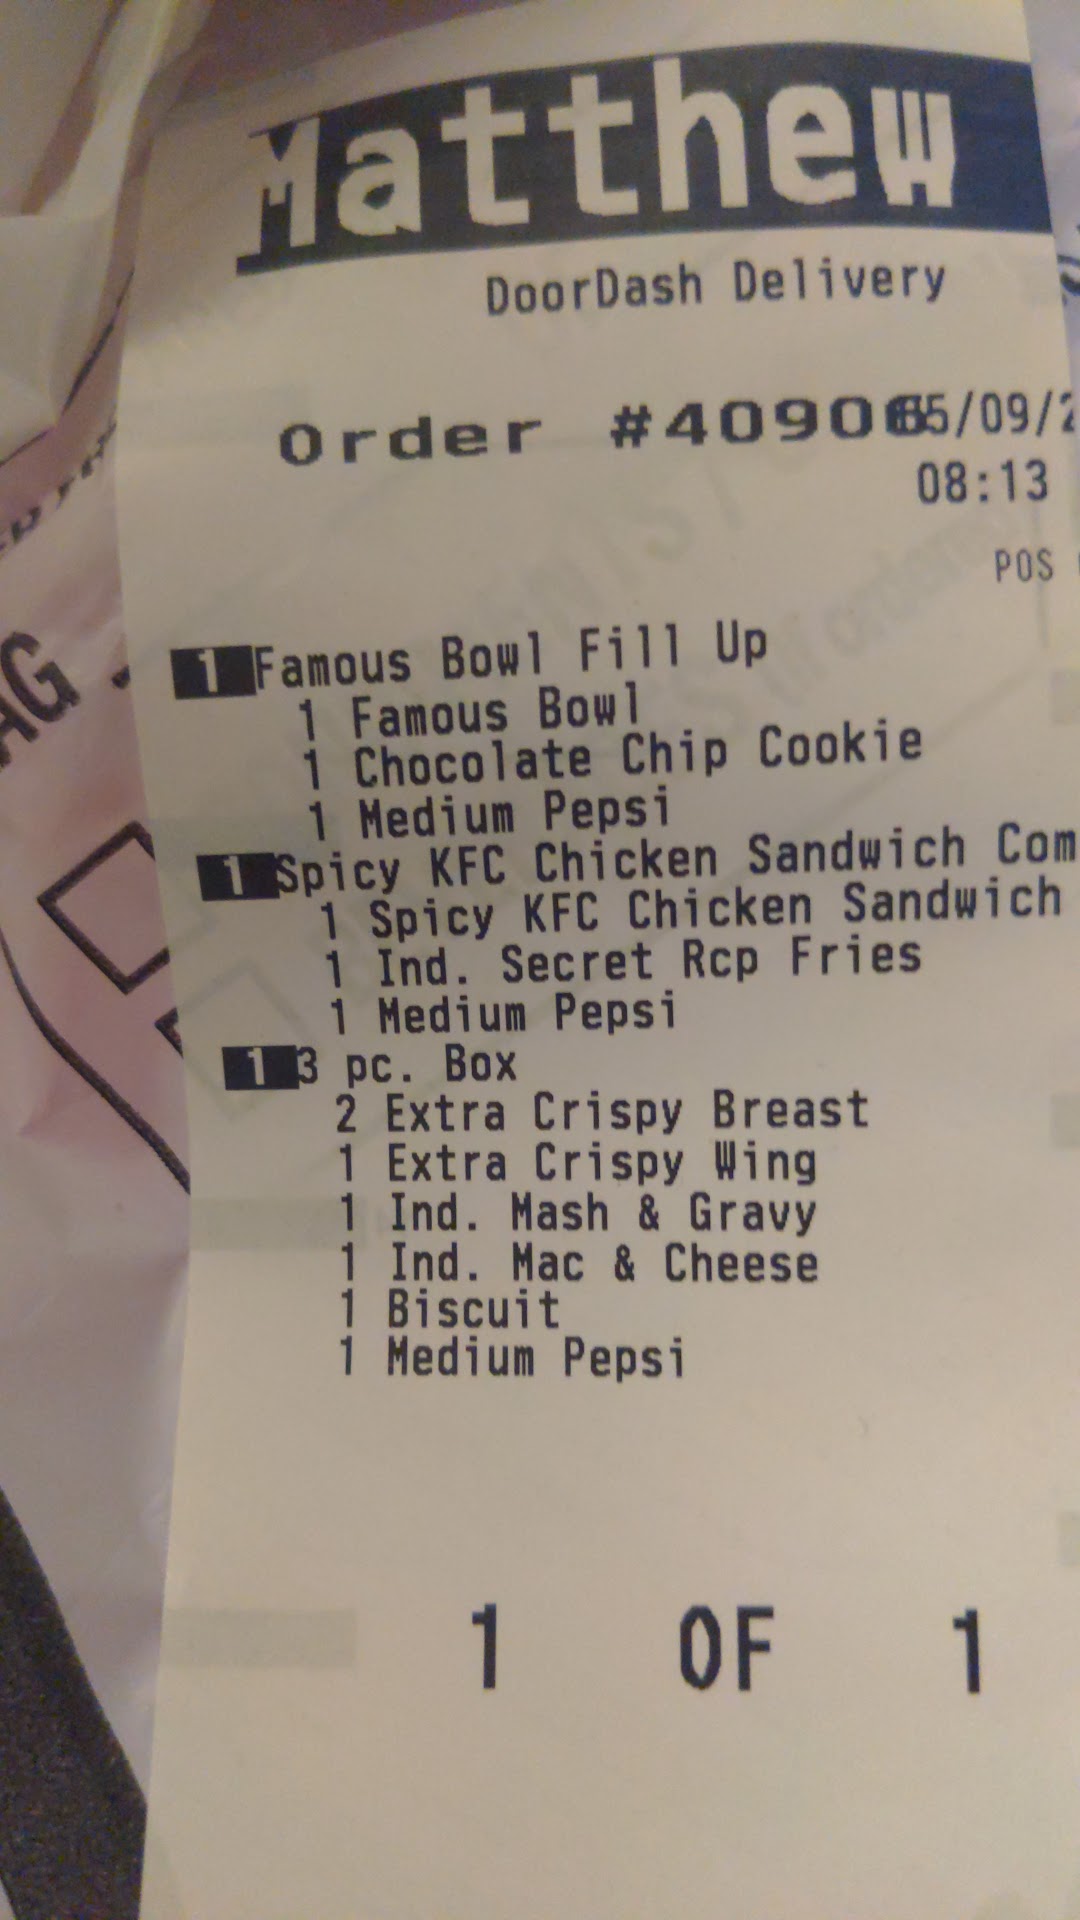 Matthew
DoorDash Delivery
Order #40906
08:13
POS
1 Famous Bowl Fill Up
1 Famous Bowl
1 Chocolate Chip Cookie
1 Medium Pepsi
1 Spicy KFC Chicken Sandwich Com
1 Spicy KFC Chicken Sandwich
1 Ind. Secret Rcp Fries
1 Medium Pepsi
1 3 pc. Box
2 Extra Crispy Breast
1 Extra Crispy Wing
1 Ind. Mash & Gravy
1 Ind. Mac & Cheese
1 Biscuit
1 Medium Pepsi
1 OF 1